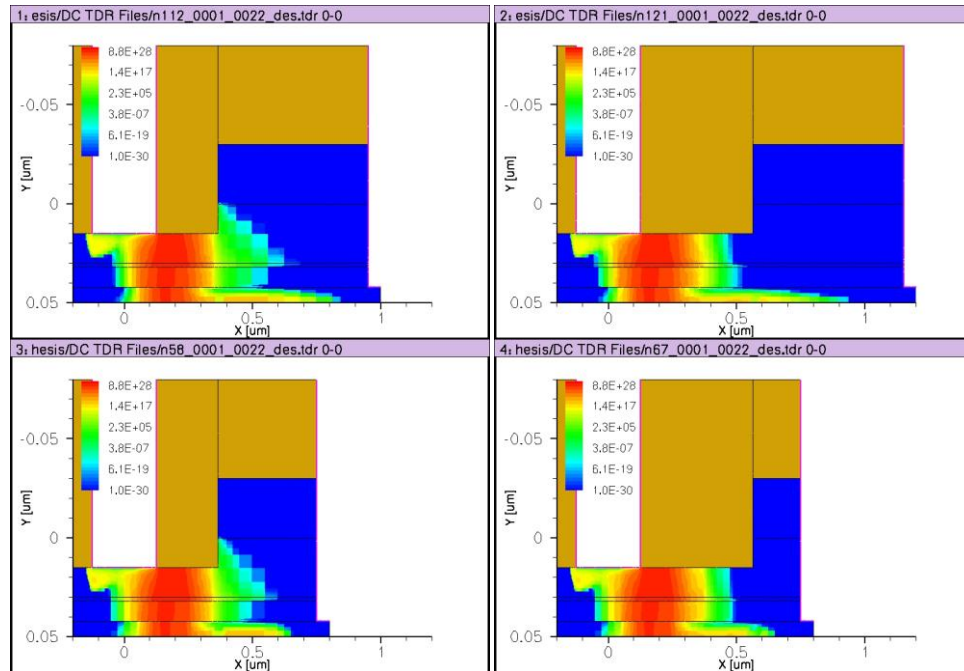 1: esis/DC TDR Files/n112_0001_0022_des.tdr 0-0
8.8E+28
1.4E+17
2.3E+05
3.8E-07
6.1E-19
1.0E-30
-0.05
0
0.05
Y [um]
0
0.5
1
X [um]
2: esis/DC TDR Files/n121_0001_0022_des.tdr 0-0
8.8E+28
1.4E+17
2.3E+05
3.8E-07
6.1E-19
1.0E-30
-0.05
0
0.05
Y [um]
0
0.5
1
X [um]
3: hesis/DC TDR Files/n58_0001_0022_des.tdr 0-0
8.8E+28
1.4E+17
2.3E+05
3.8E-07
6.1E-19
1.0E-30
-0.05
0
0.05
Y [um]
0
0.5
1
X [um]
4: hesis/DC TDR Files/n67_0001_0022_des.tdr 0-0
8.8E+28
1.4E+17
2.3E+05
3.8E-07
6.1E-19
1.0E-30
-0.05
0
0.05
Y [um]
0
0.5
1
X [um]